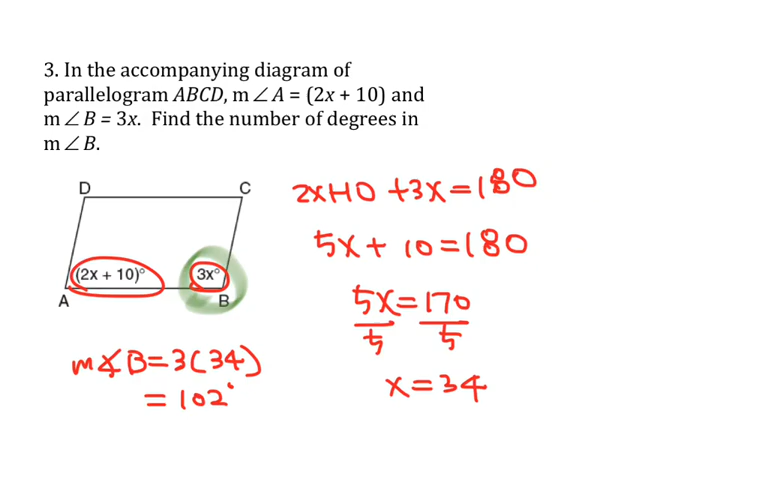 3. In the accompanying diagram of
parallelogram ABCD, m∠A = (2x + 10) and
m∠B = 3x. Find the number of degrees in
m∠B.
D C
(2x + 10)° 3x°
A B
2x+10 +3x=180
5x+ 10=180
5x=170
5 5
x=34
m∡B=3(34)
=102°